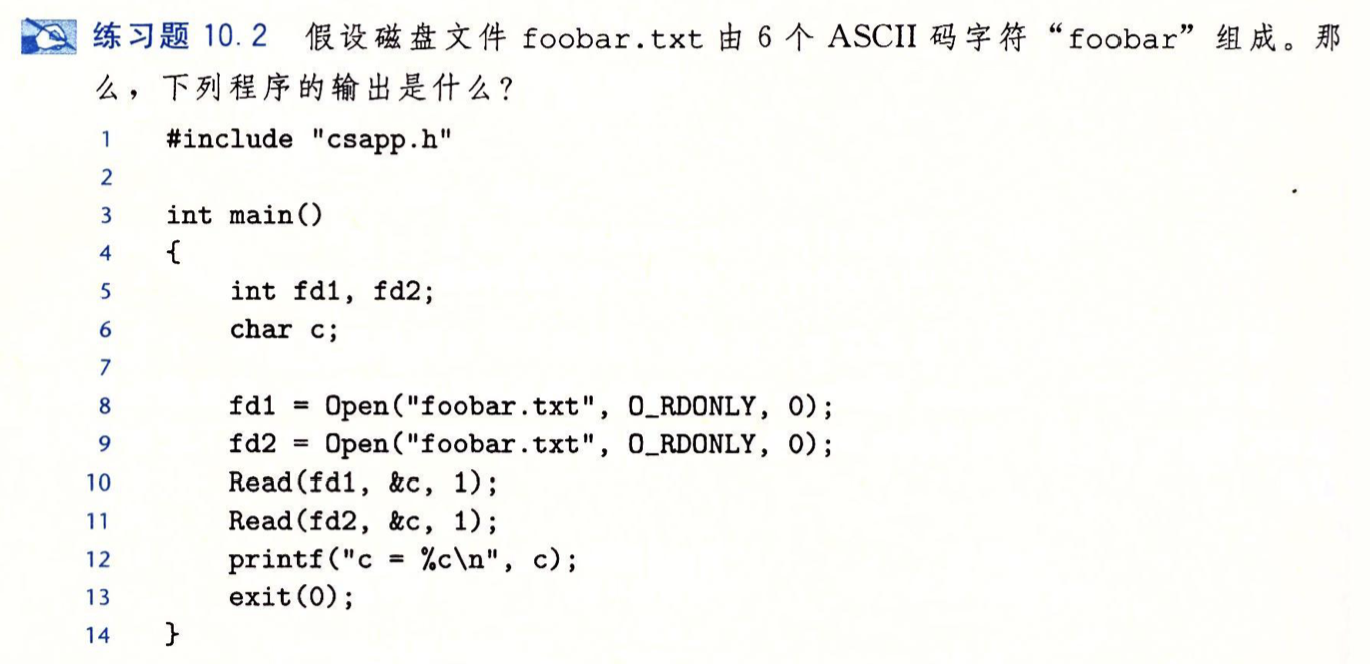 练习题 10.2 假设磁盘文件 foobar.txt 由 6 个 ASCII 码字符“foobar”组成。那
么，下列程序的输出是什么？
1 #include "csapp.h"
2
3 int main()
4 {
5 int fd1, fd2;
6 char c;
7
8 fd1 = Open("foobar.txt", O_RDONLY, 0);
9 fd2 = Open("foobar.txt", O_RDONLY, 0);
10 Read(fd1, &c, 1);
11 Read(fd2, &c, 1);
12 printf("c = %c\n", c);
13 exit(0);
14 }